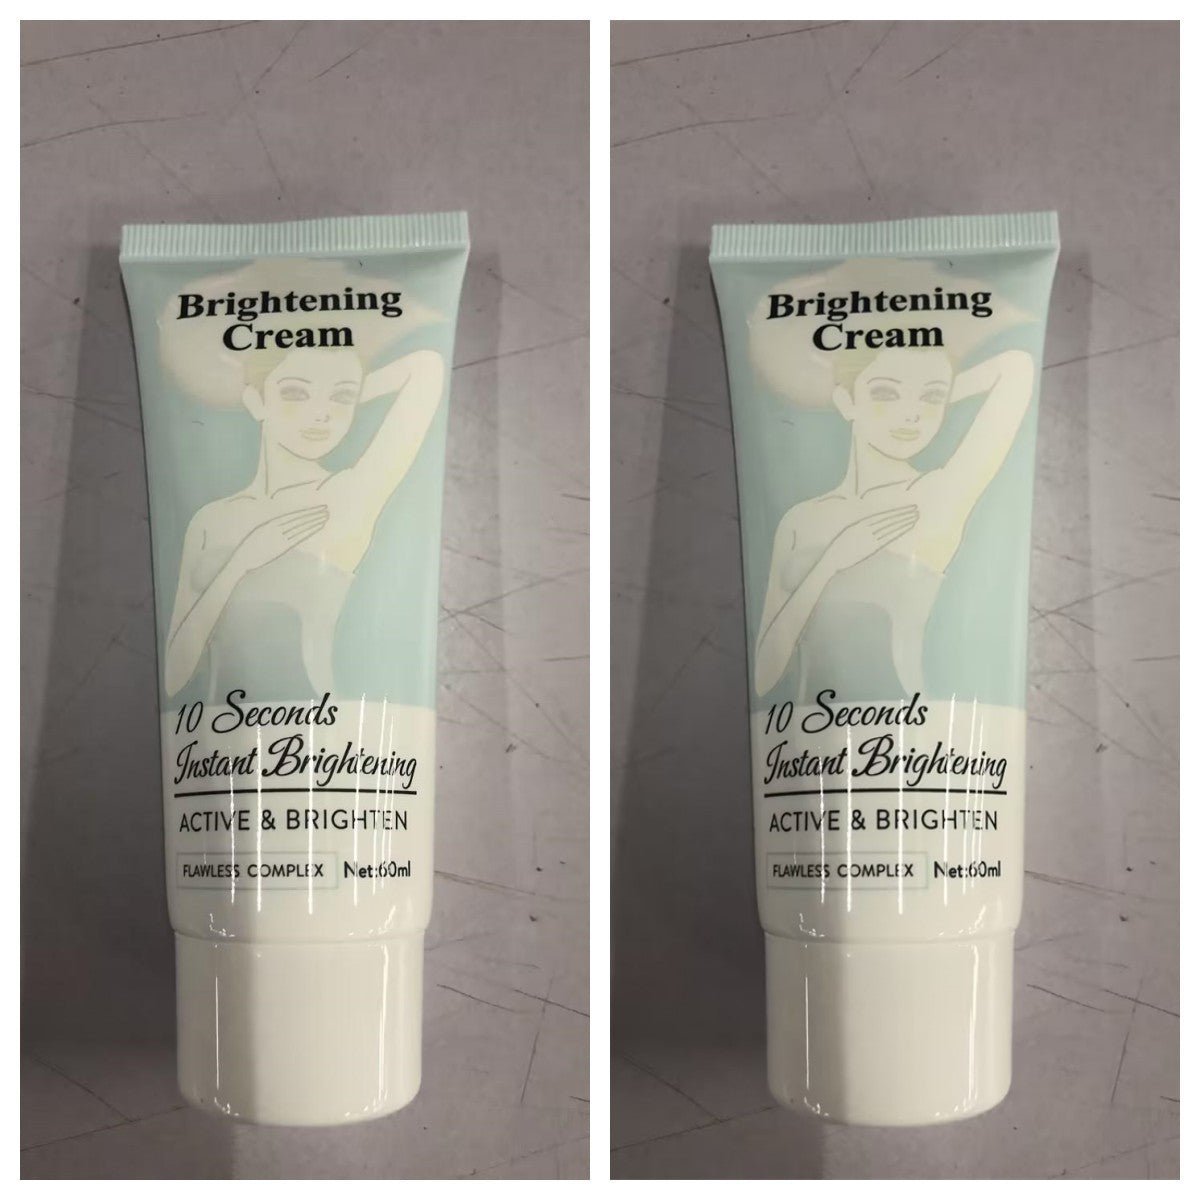 Brightening
Cream
10 Seconds
Instant Brightening
ACTIVE & BRIGHTEN
FLAWLESS COMPLEX Net:60ml
Brightening
Cream
10 Seconds
Instant Brightening
ACTIVE & BRIGHTEN
FLAWLESS COMPLEX Net:60ml